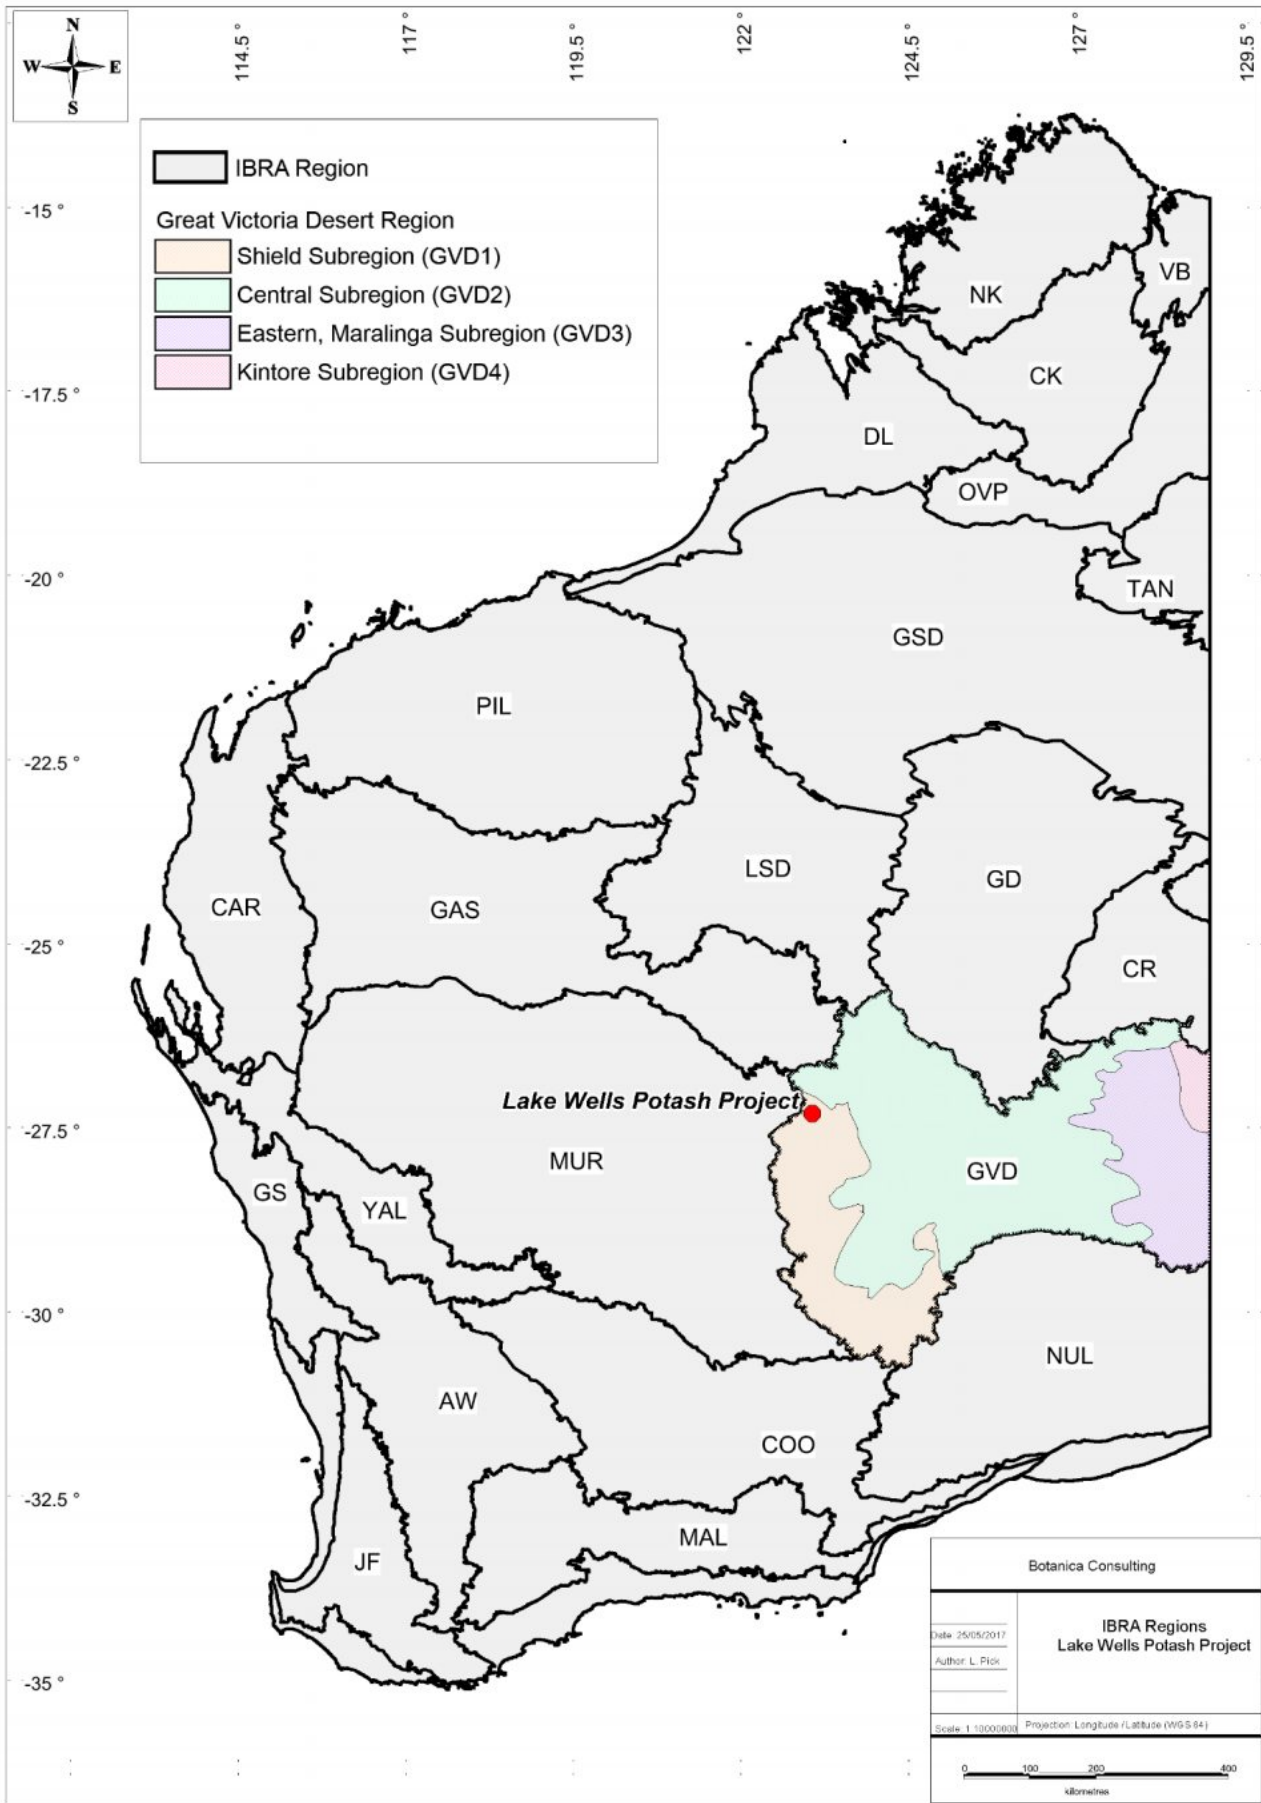 N
W E
S
114.5 °
117 °
119.5 °
122 °
124.5 °
127 °
129.5 °
IBRA Region
Great Victoria Desert Region
Shield Subregion (GVD1)
Central Subregion (GVD2)
Eastern, Maralinga Subregion (GVD3)
Kintore Subregion (GVD4)
-15 °
-17.5 °
-20 °
-22.5 °
-25 °
-27.5 °
-30 °
-32.5 °
-35 °
VB
NK
CK
DL
OVP
TAN
GSD
PIL
LSD
GD
CAR
GAS
CR
Lake Wells Potash Project
MUR
GVD
GS
YAL
NUL
AW
COO
MAL
JF
Botanica Consulting
Date: 25/05/2017
Author: L. Pick
IBRA Regions
Lake Wells Potash Project
Scale: 1:10000000
Projection: Longitude / Latitude (WGS 84)
0 100 200 400
kilometres